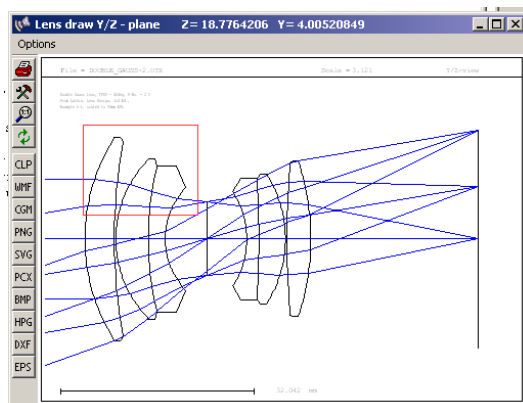 Lens draw Y/Z - plane Z= 18.7764206 Y= 4.00520849
Options
File = DOUBLE_GAUSS-2.OTX Scale = 3.121 Y/Z-view
CLP
WMF
CGM
PNG
SVG
PCX
BMP
HPG
DXF
EPS
32.042 mm